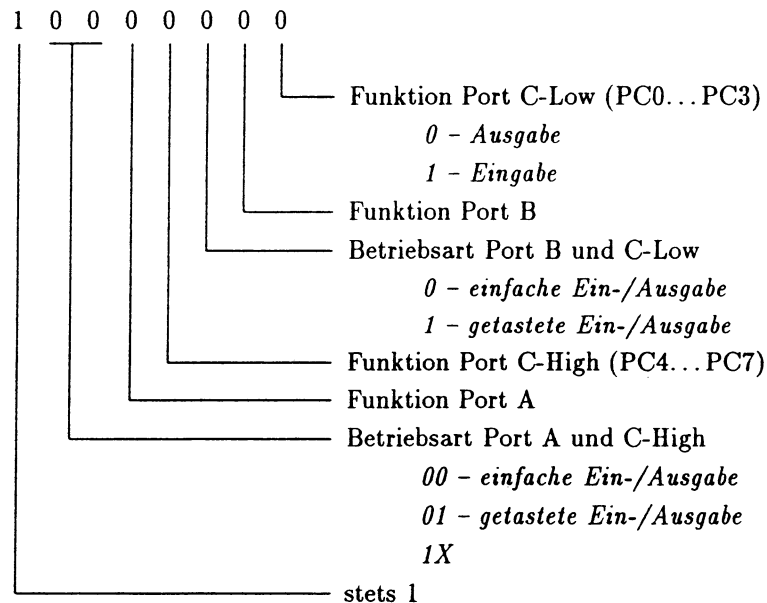 1 0 0 0 0 0 0 0
Funktion Port C-Low (PC0...PC3)
0 - Ausgabe
1 - Eingabe
Funktion Port B
Betriebsart Port B und C-Low
0 - einfache Ein-/Ausgabe
1 - getastete Ein-/Ausgabe
Funktion Port C-High (PC4...PC7)
Funktion Port A
Betriebsart Port A und C-High
00 - einfache Ein-/Ausgabe
01 - getastete Ein-/Ausgabe
1X
stets 1